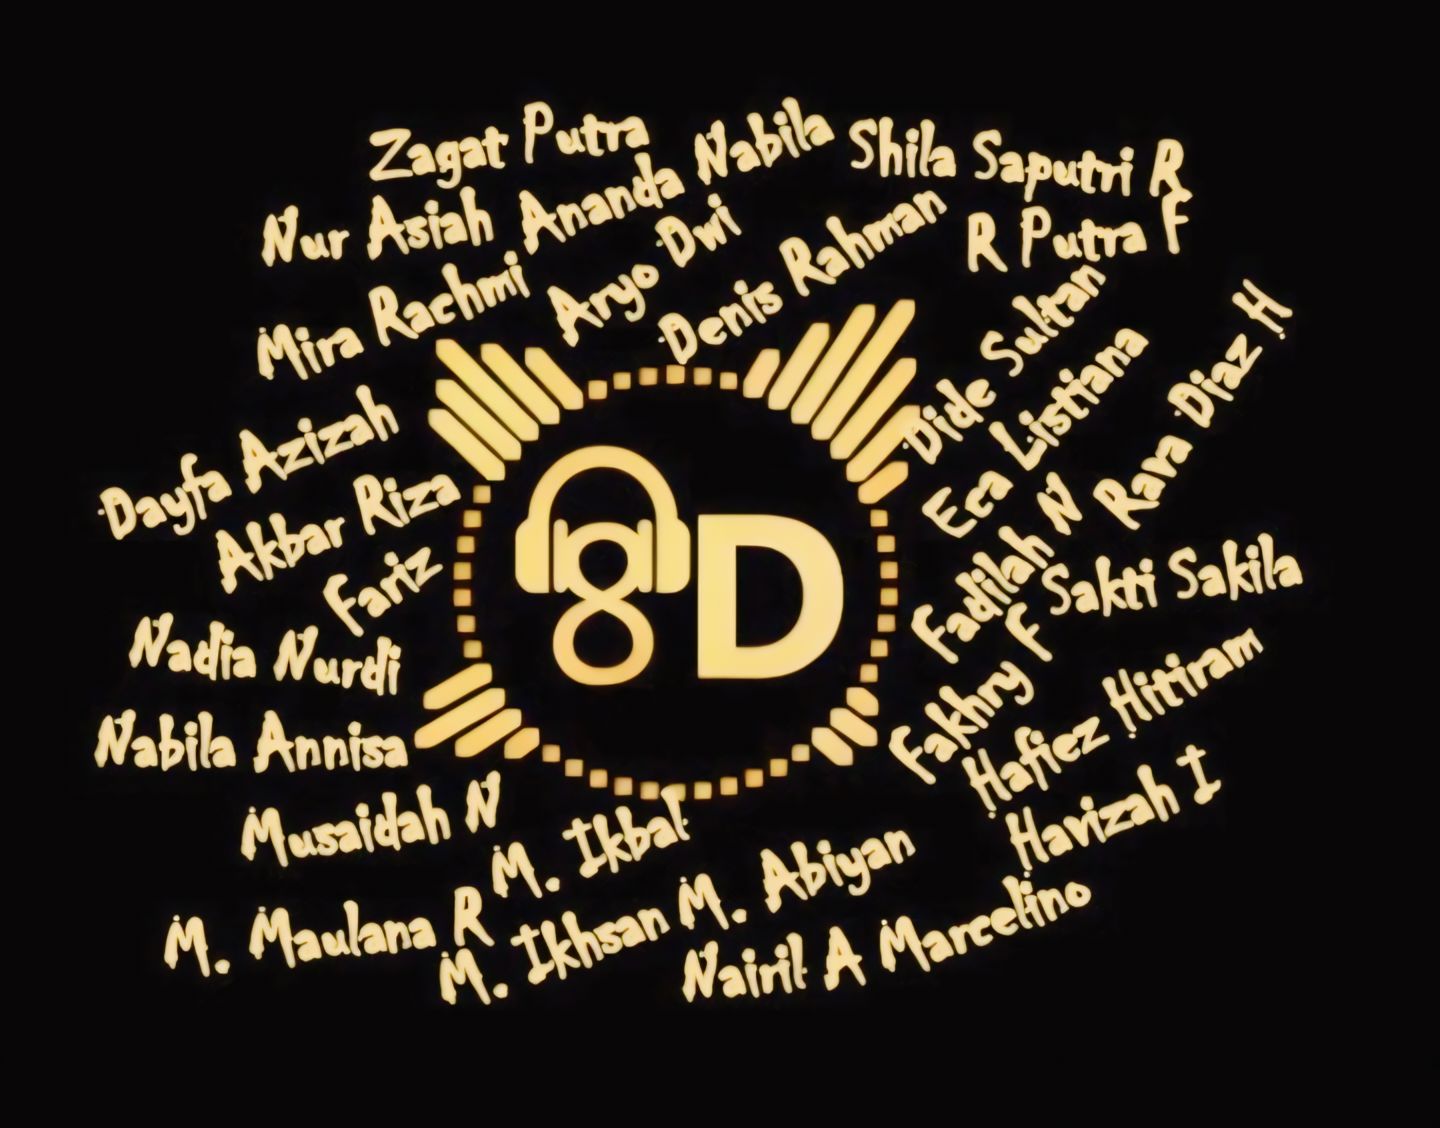 Zagat Putra
Ananda Nabila
Shila Saputri R
Nur Asiah
Aryo Dwi
Denis Rahman
R Putra F
Mira Rachmi
Dide Sultan
Eca Listiana
Rava Diaz H
Dayfa Azizah
Akbar Riza
Fariz
8D
Fadilah N
Sakti Sakila
Nadia Nurdi
Fakhry F
Hafiez Hitiram
Nabila Annisa
Havizah I
Musaidah N
M. Ikbal
M. Abiyan
M. Maulana R
M. Ikhsan
Nairil A Marcelino